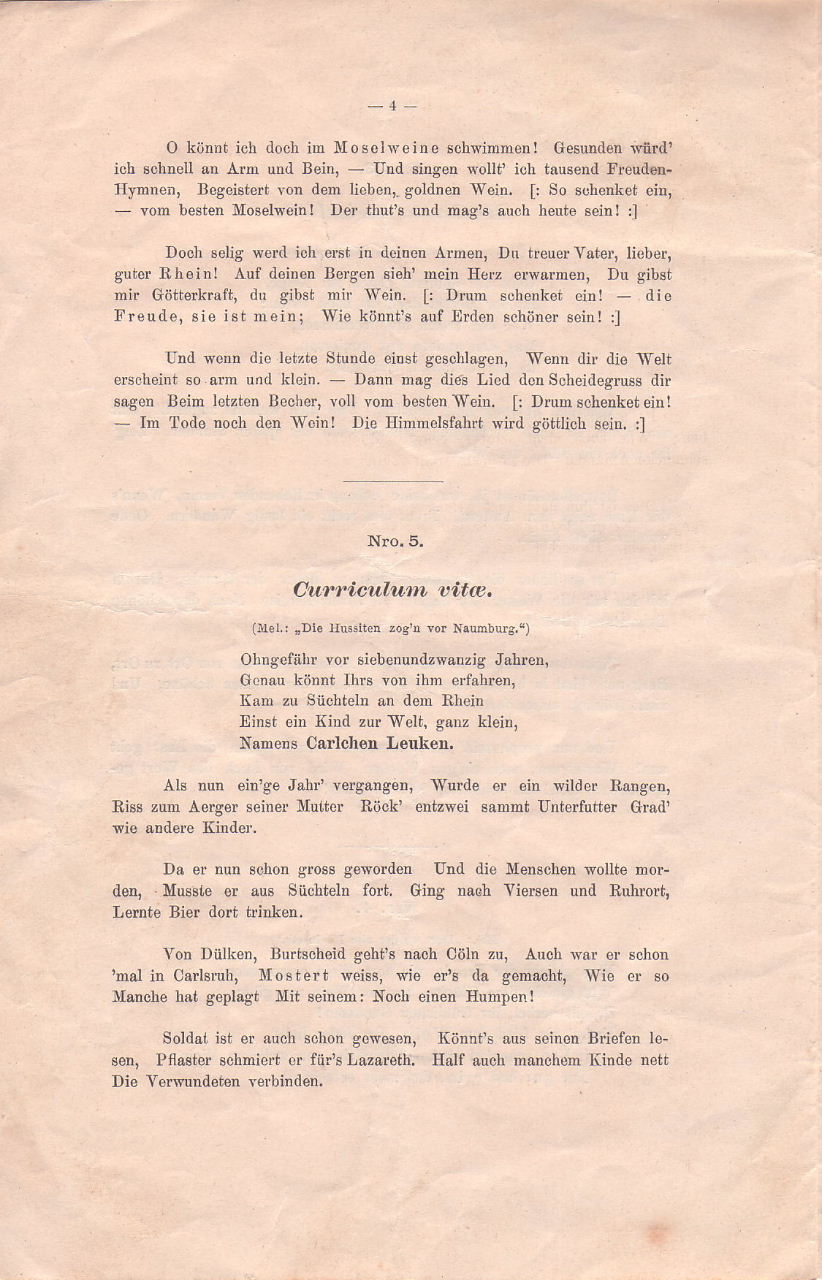 — 4 —
O könnt ich doch im Moselweine schwimmen! Gesunden würd'
ich schnell an Arm und Bein, — Und singen wollt' ich tausend Freuden-
Hymnen, Begeistert von dem lieben, goldnen Wein. [: So schenket ein,
— vom besten Moselwein! Der thut's und mag's auch heute sein! :]
Doch selig werd ich erst in deinen Armen, Du treuer Vater, lieber,
guter Rhein! Auf deinen Bergen sieh' mein Herz erwarmen, Du gibst
mir Götterkraft, du gibst mir Wein. [: Drum schenket ein! — die
Freude, sie ist mein; Wie könnt's auf Erden schöner sein! :]
Und wenn die letzte Stunde einst geschlagen, Wenn dir die Welt
erscheint so arm und klein. — Dann mag dies Lied den Scheidegruss dir
sagen Beim letzten Becher, voll vom besten Wein. [: Drum schenket ein!
— Im Tode noch den Wein! Die Himmelsfahrt wird göttlich sein. :]
Nro. 5.
Curriculum vitæ.
(Mel.: „Die Hussiten zog'n vor Naumburg.“)
Ohngefähr vor siebenundzwanzig Jahren,
Genau könnt Ihrs von ihm erfahren,
Kam zu Süchteln an dem Rhein
Einst ein Kind zur Welt, ganz klein,
Namens Carlchen Leuken.
Als nun ein'ge Jahr' vergangen, Wurde er ein wilder Rangen,
Riss zum Aerger seiner Mutter Röck' entzwei sammt Unterfutter Grad'
wie andere Kinder.
Da er nun schon gross geworden Und die Menschen wollte mor-
den, Musste er aus Süchteln fort. Ging nach Viersen und Ruhrort,
Lernte Bier dort trinken.
Von Dülken, Burtscheid geht's nach Cöln zu, Auch war er schon
'mal in Carlsruh, Mostert weiss, wie er's da gemacht, Wie er so
Manche hat geplagt Mit seinem: Noch einen Humpen!
Soldat ist er auch schon gewesen, Könnt's aus seinen Briefen le-
sen, Pflaster schmiert er für's Lazareth. Half auch manchem Kinde nett
Die Verwundeten verbinden.